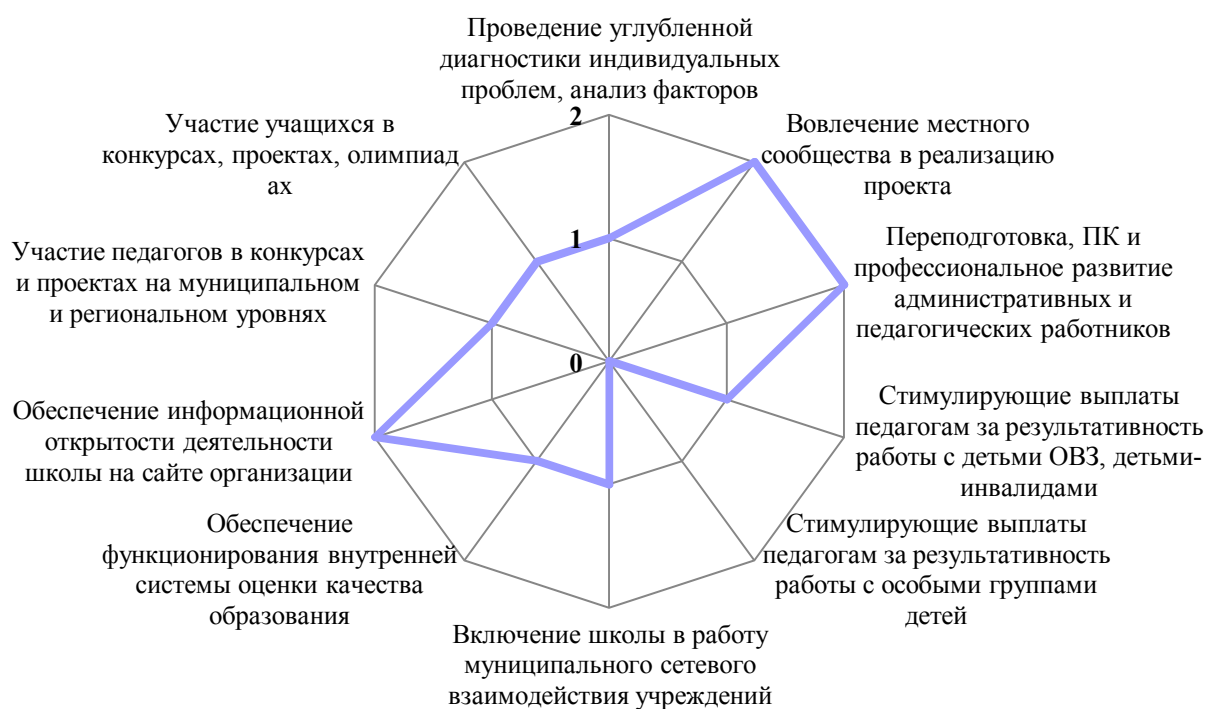 Проведение углубленной
диагностики индивидуальных
проблем, анализ факторов
2
Вовлечение местного
сообщества в реализацию
проекта
Переподготовка, ПК и
профессиональное развитие
административных и
педагогических работников
Стимулирующие выплаты
педагогам за результативность
работы с детьми ОВЗ, детьми-
инвалидами
Стимулирующие выплаты
педагогам за результативность
работы с особыми группами
детей
Включение школы в работу
муниципального сетевого
взаимодействия учреждений
Обеспечение
функционирования внутренней
системы оценки качества
образования
Обеспечение информационной
открытости деятельности
школы на сайте организации
Участие педагогов в конкурсах
и проектах на муниципальном
и региональном уровнях
Участие учащихся в
конкурсах, проектах, олимпиад
ах
1
0